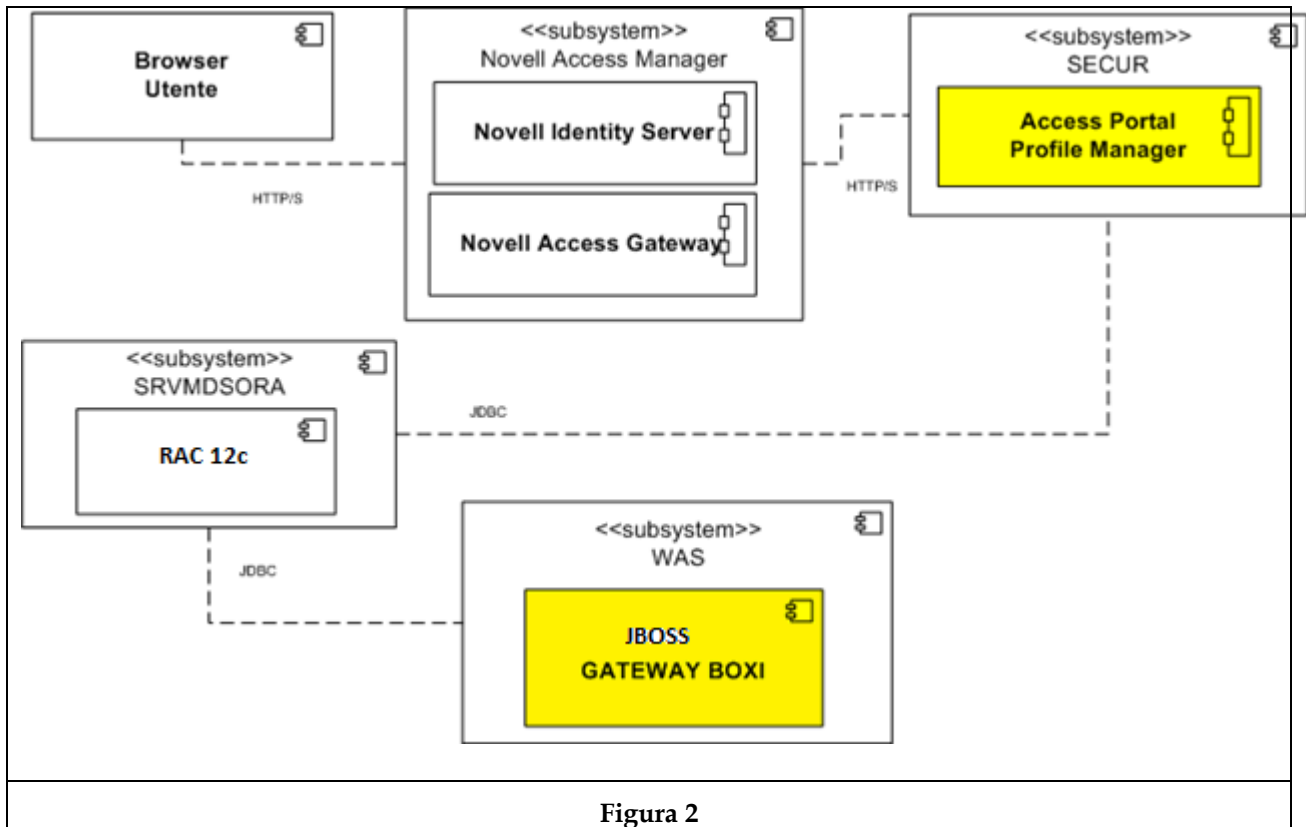 Browser
Utente
HTTP/S
<<subsystem>>
Novell Access Manager
Novell Identity Server
Novell Access Gateway
HTTP/S
<<subsystem>>
SECUR
Access Portal
Profile Manager
<<subsystem>>
SRVMDSORA
RAC 12c
JDBC
JDBC
<<subsystem>>
WAS
JBOSS
GATEWAY BOXI
Figura 2